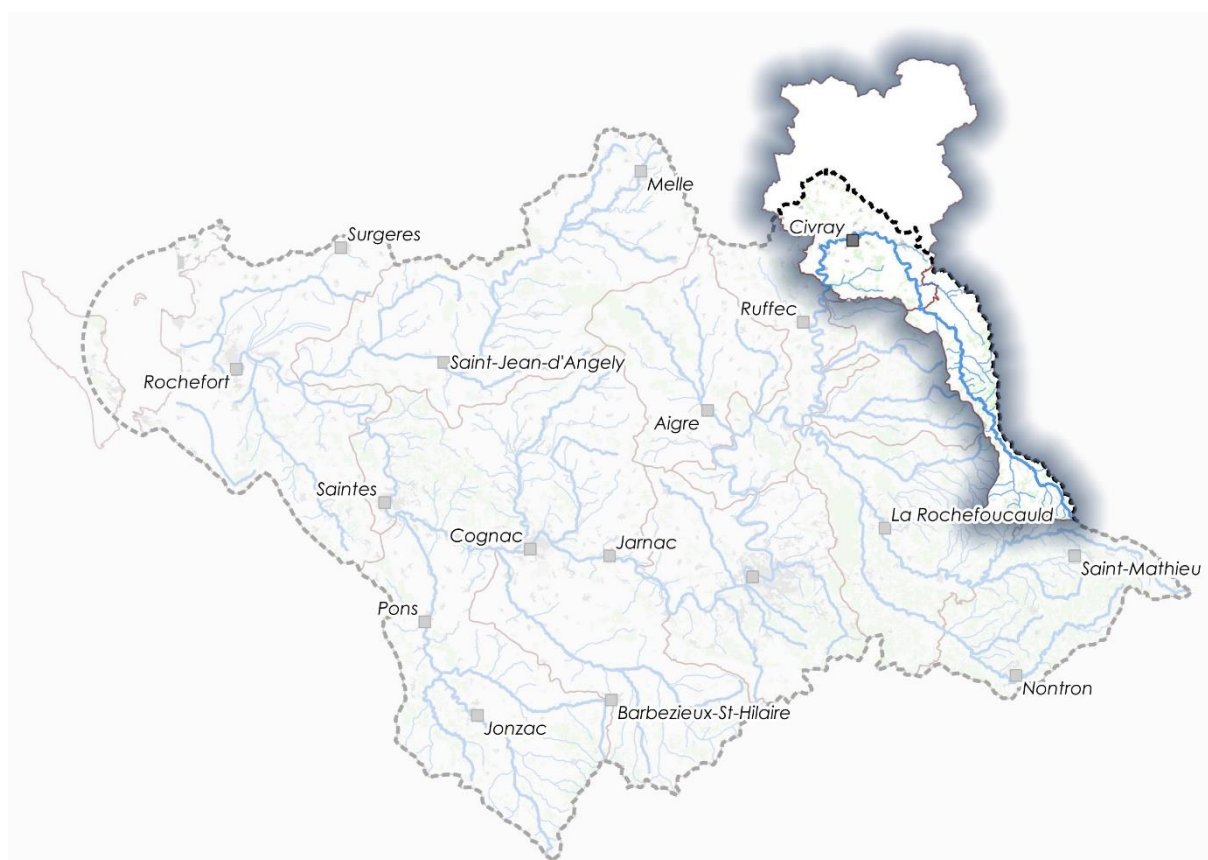 Melle
Civray
Surgeres
Ruffec
Saint-Jean-d'Angely
Rochefort
Aigre
Saintes
La Rochefoucauld
Cognac
Jarnac
Saint-Mathieu
Pons
Nontron
Barbezieux-St-Hilaire
Jonzac